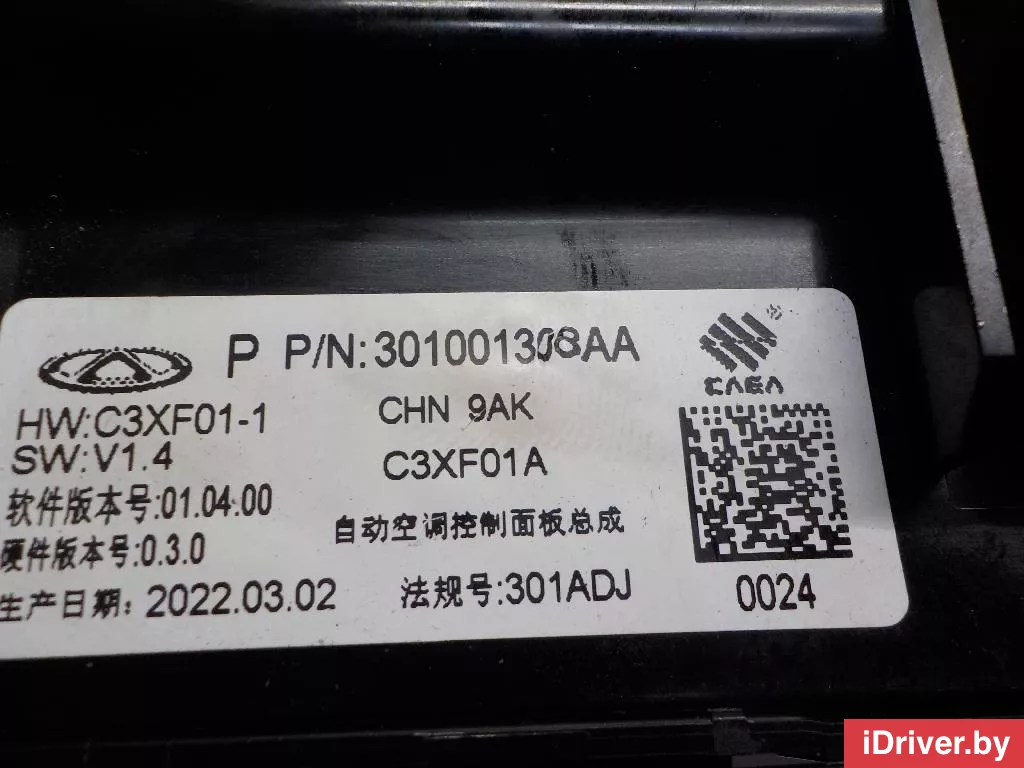 P P/N:301001308AA
HW:C3XF01-1
CHN 9AK
SW:V1.4
C3XF01A
CAEA
软件版本号:01.04.00
自动空调控制面板总成
硬件版本号:0.3.0
生产日期: 2022.03.02
法规号:301ADJ
0024
iDriver.by